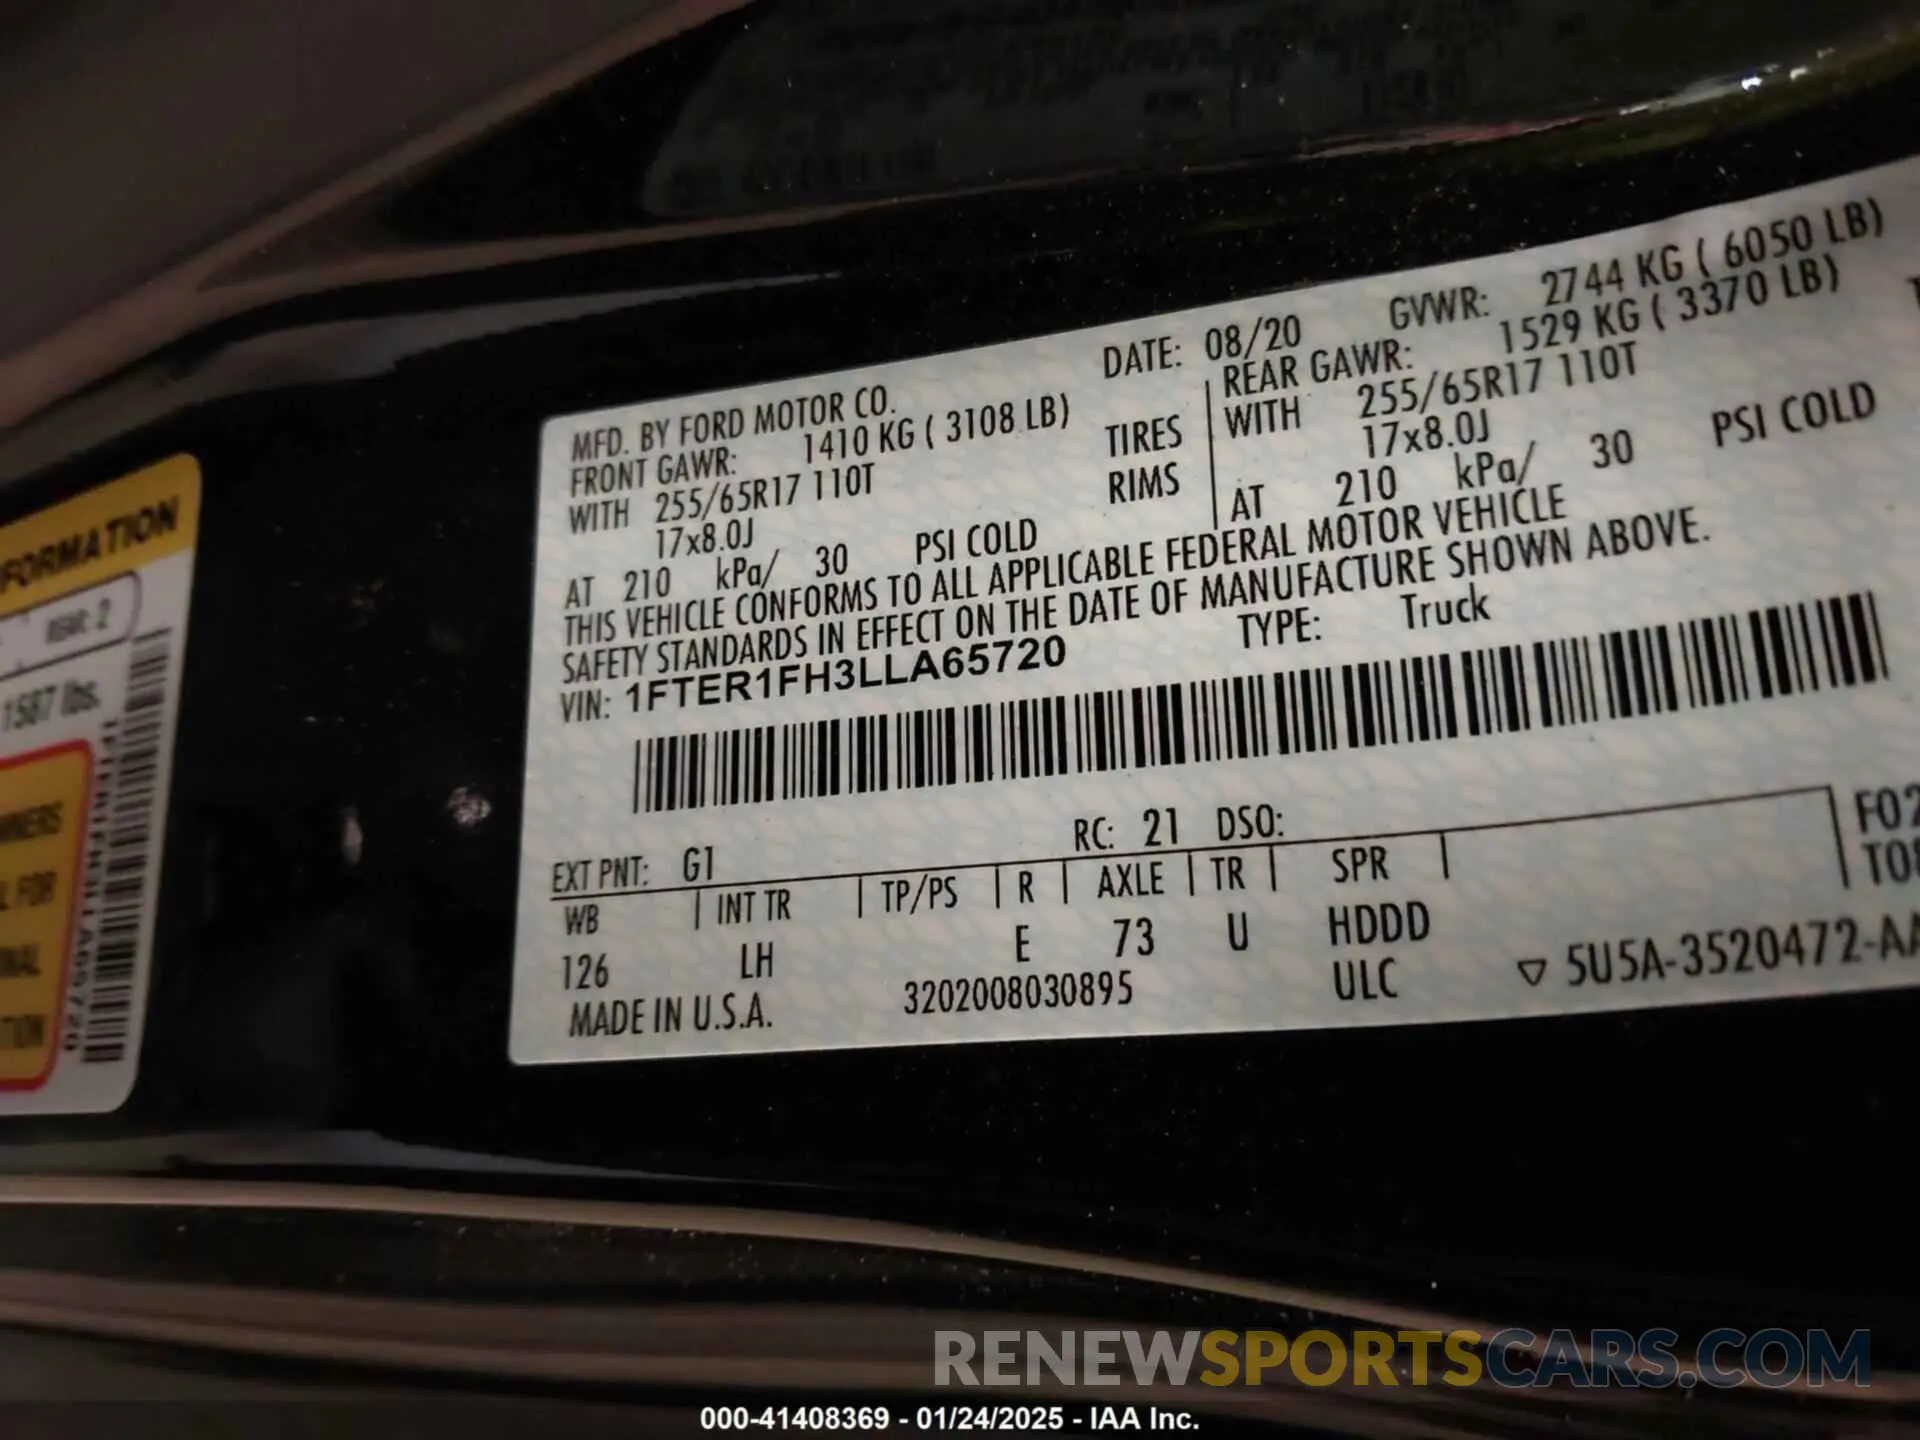 MFD. BY FORD MOTOR CO.
DATE: 08/20
GVWR: 2744 KG ( 6050 LB)
FRONT GAWR: 1410 KG ( 3108 LB)
REAR GAWR: 1529 KG ( 3370 LB)
WITH 255/65R17 110T
TIRES
WITH 255/65R17 110T
17x8.0J
RIMS
17x8.0J
AT 210 kPa/ 30 PSI COLD
AT 210 kPa/ 30 PSI COLD
THIS VEHICLE CONFORMS TO ALL APPLICABLE FEDERAL MOTOR VEHICLE
SAFETY STANDARDS IN EFFECT ON THE DATE OF MANUFACTURE SHOWN ABOVE.
VIN: 1FTER1FH3LLA65720
TYPE: Truck
EXT PNT: G1
RC: 21 DSO:
WB | INT TR | TP/PS | R | AXLE | TR | SPR |
126 LH E 73 U HDDD
ULC
MADE IN U.S.A.
3202008030895
▽ 5U5A-3520472-AA
F02
REAR: 2
1587 lbs.
RENEWSPORTSCARS.COM
000-41408369 - 01/24/2025 - IAA Inc.